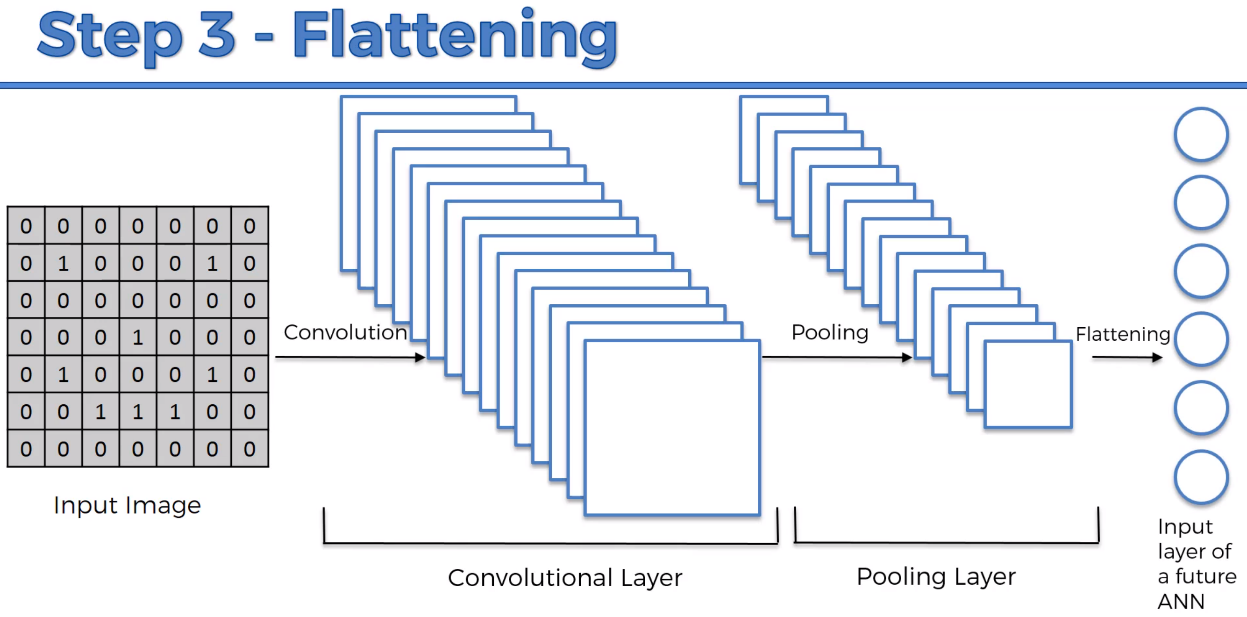 Step 3 - Flattening
0 0 0 0 0 0 0
0 1 0 0 0 1 0
0 0 0 0 0 0 0
0 0 0 1 0 0 0
0 1 0 0 0 1 0
0 0 1 1 1 0 0
0 0 0 0 0 0 0
Input Image
Convolution
Convolutional Layer
Pooling
Pooling Layer
Flattening
Input
layer of
a future
ANN